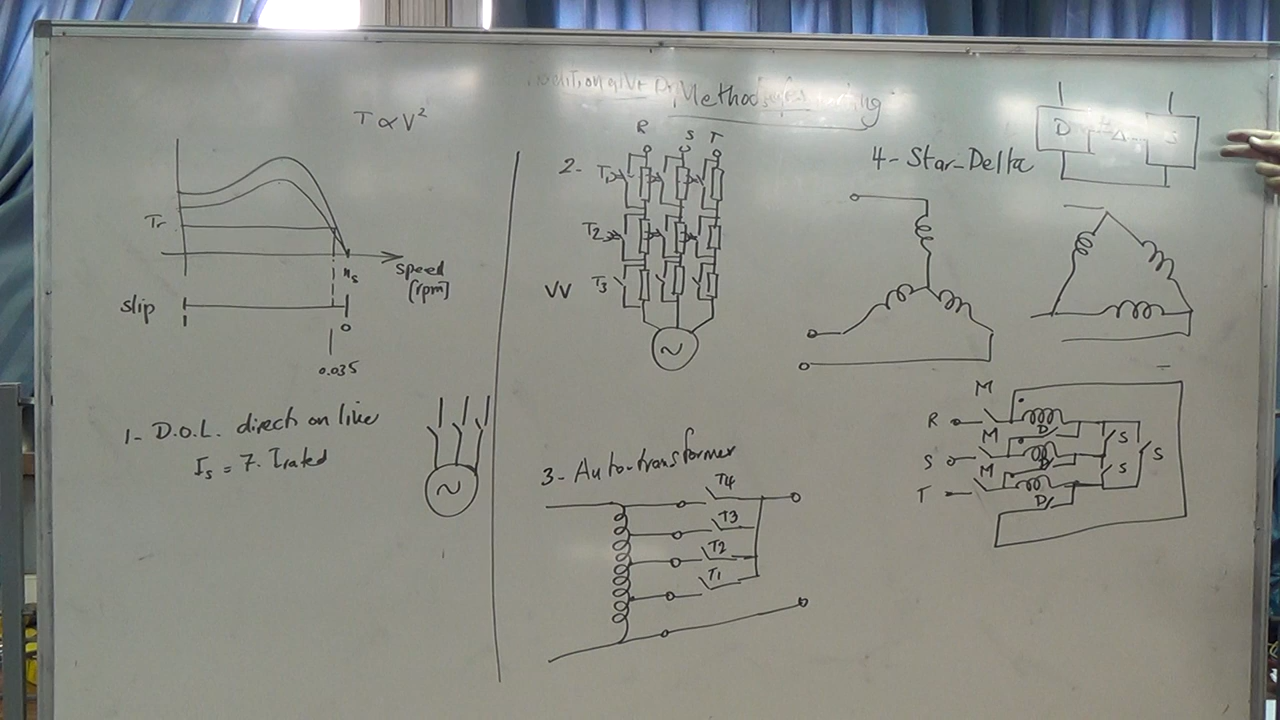 Methods
T ∝ V²
Tr
ns
speed
[rpm]
slip
1
0
0.035
1- D.O.L. direct on line
Is = 7. Irated
R S T
2-
T1
T2
VV T3
3- Auto-transformer
T4
T3
T2
T1
4- Star-Delta
D
Δ
S
M
R
D
S
M
S
D
S
S
M
T
D